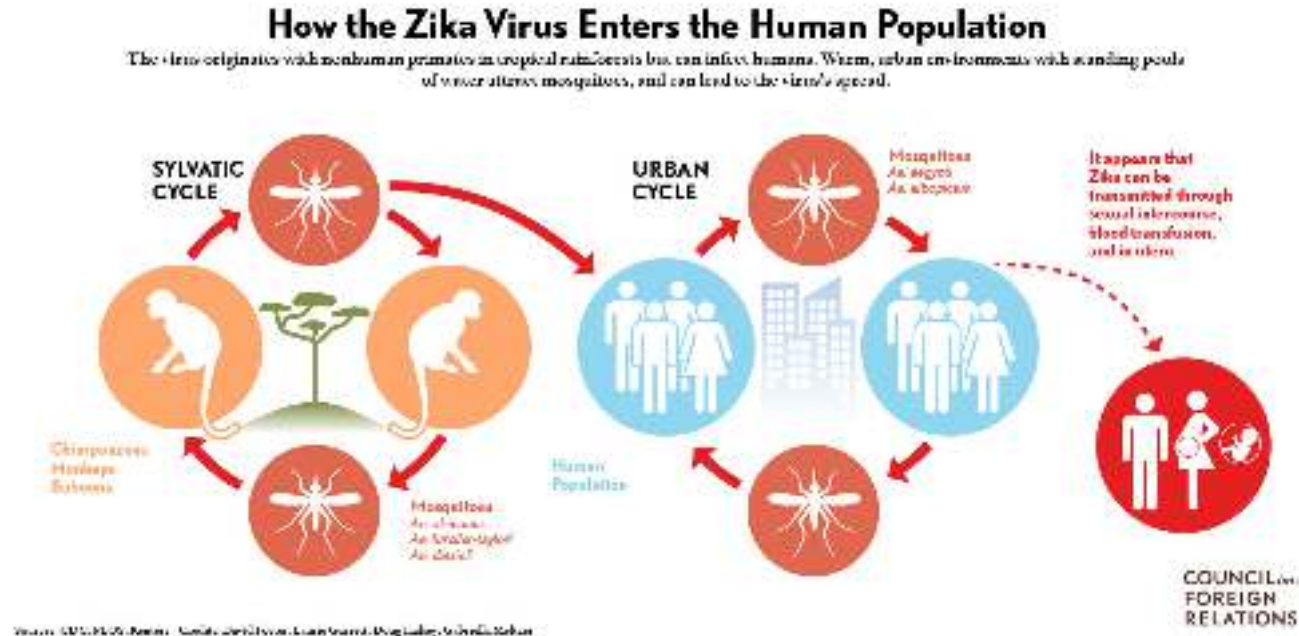 How the Zika Virus Enters the Human Population
The virus originates with nonhuman primates in tropical rainforests but can infect humans. Warm, urban environments with standing pools
of water attract mosquitoes, and can lead to the virus's spread.
SYLVATIC
CYCLE
URBAN
CYCLE
Mosquitoes
Ae. aegypti
Ae. albopictus
It appears that
Zika can be
transmitted through
sexual intercourse,
blood transfusion,
and in utero.
Chimpanzees
Monkeys
Baboons
Mosquitoes
Human
Population
COUNCIL on
FOREIGN
RELATIONS